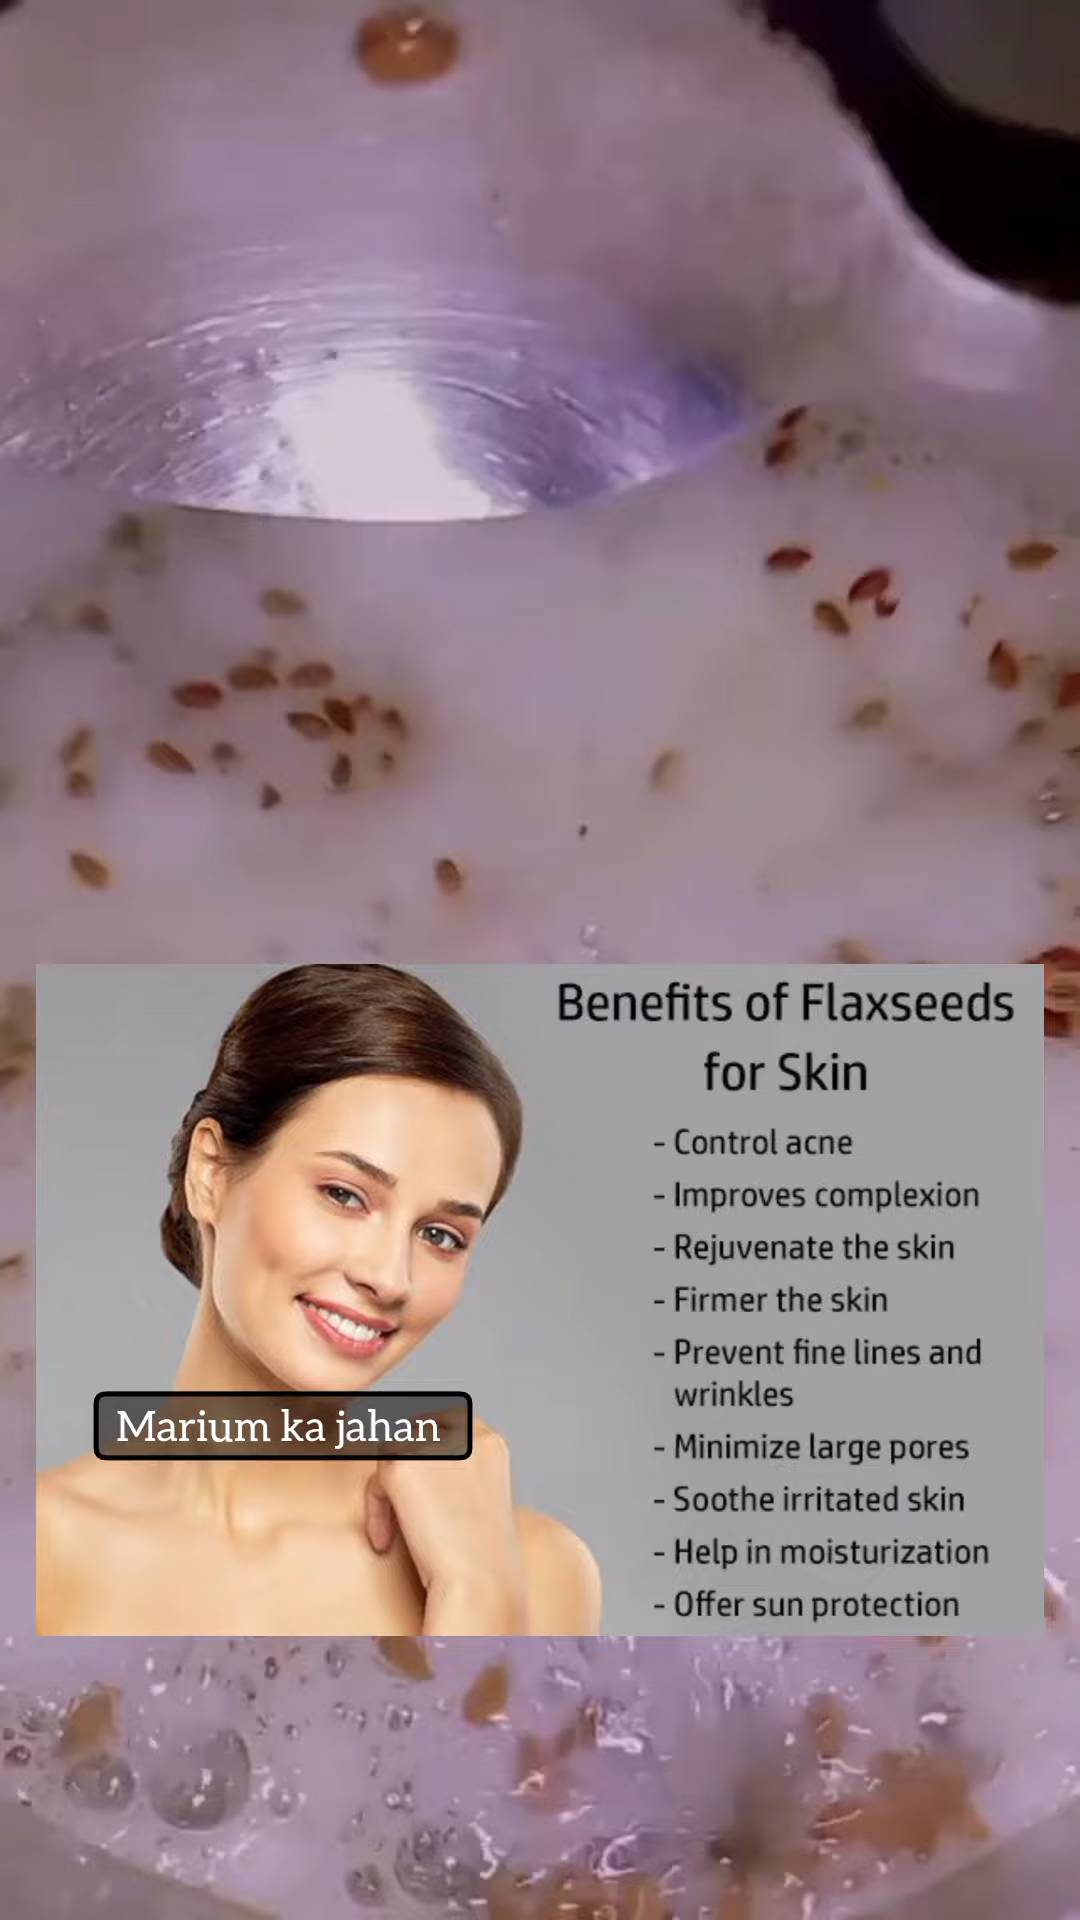 Benefits of Flaxseeds
for Skin
- Control acne
- Improves complexion
- Rejuvenate the skin
- Firmer the skin
- Prevent fine lines and
wrinkles
- Minimize large pores
- Soothe irritated skin
- Help in moisturization
- Offer sun protection
Marium ka jahan